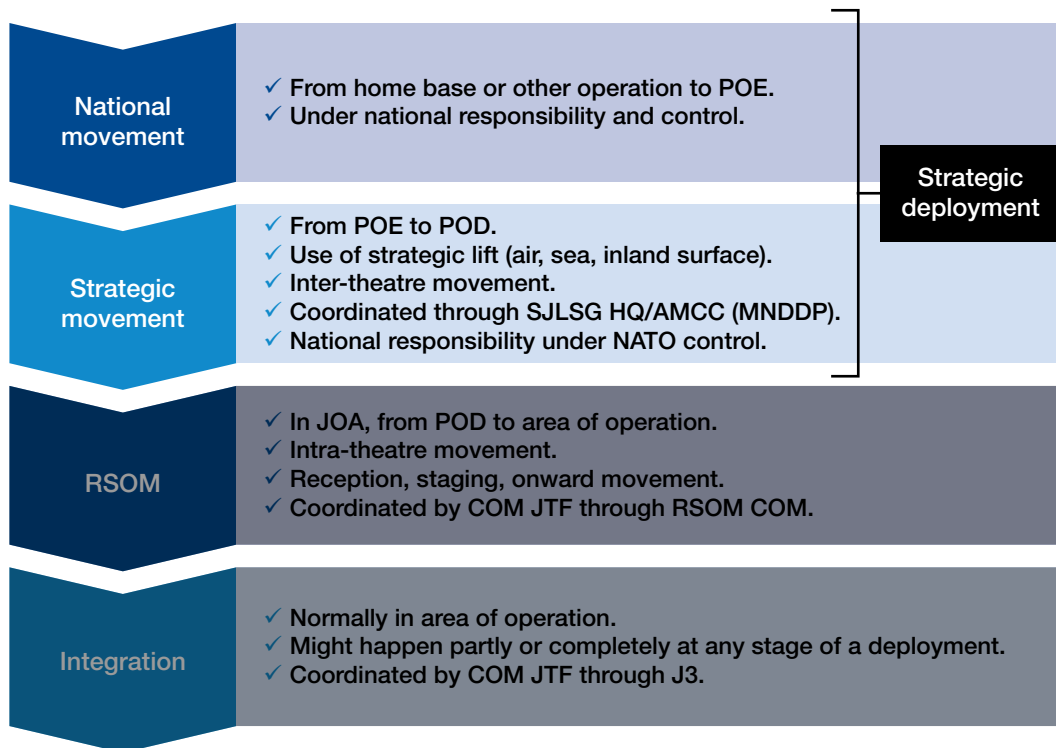 National
movement
✓ From home base or other operation to POE.
✓ Under national responsibility and control.
Strategic
deployment
Strategic
movement
✓ From POE to POD.
✓ Use of strategic lift (air, sea, inland surface).
✓ Inter-theatre movement.
✓ Coordinated through SJLSG HQ/AMCC (MNDDP).
✓ National responsibility under NATO control.
RSOM
✓ In JOA, from POD to area of operation.
✓ Intra-theatre movement.
✓ Reception, staging, onward movement.
✓ Coordinated by COM JTF through RSOM COM.
Integration
✓ Normally in area of operation.
✓ Might happen partly or completely at any stage of a deployment.
✓ Coordinated by COM JTF through J3.